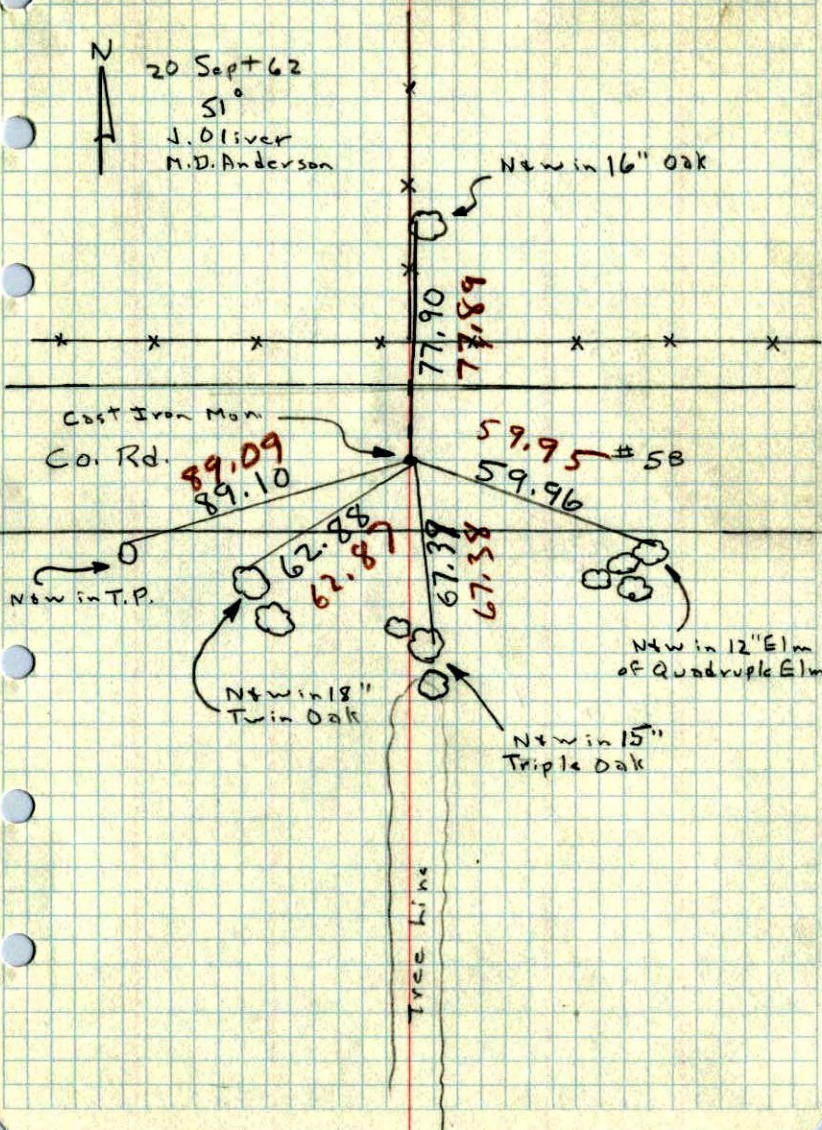 N
20 Sept 62
51°
J. Oliver
M.D. Anderson
N&W in 16" Oak
77.90
77.89
Cast Iron Mon.
Co. Rd.
89.09
89.10
59.95
59.96
# 58
62.88
62.87
67.39
67.38
N&W in T.P.
N&W in 18"
Twin Oak
N&W in 12" Elm
of Quadruple Elm
N&W in 15"
Triple Oak
Tree Line